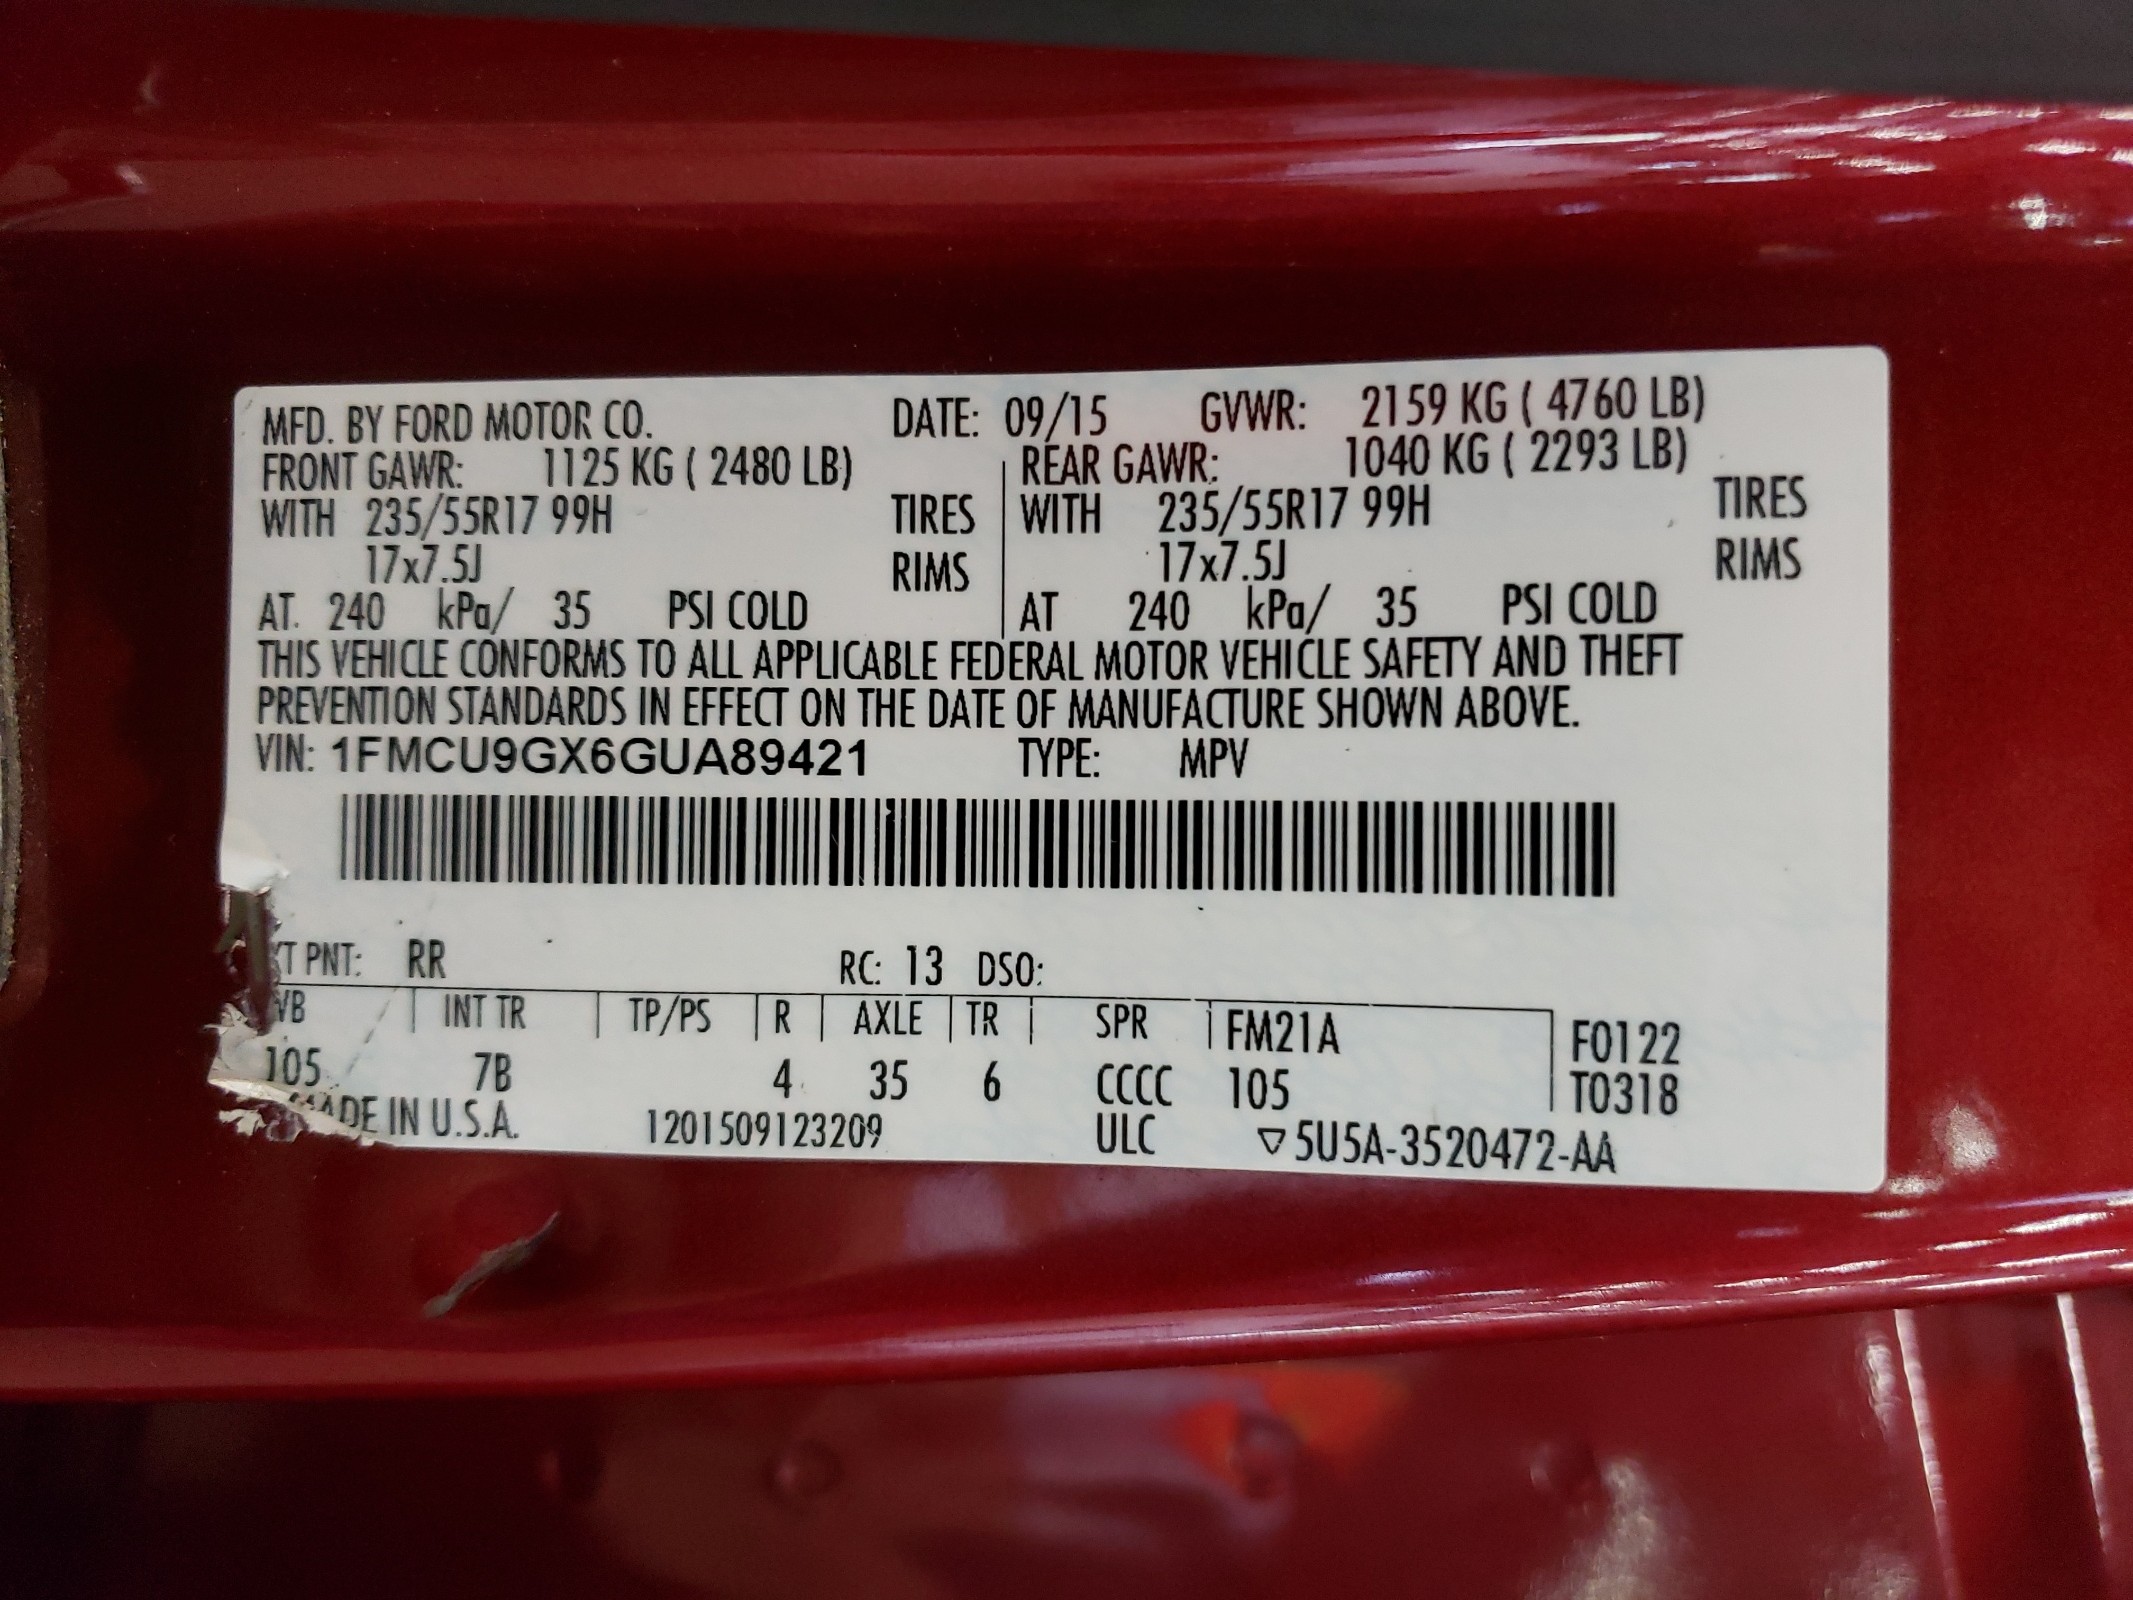 MFD. BY FORD MOTOR CO. DATE: 09/15 GVWR: 2159 KG ( 4760 LB)
FRONT GAWR: 1125 KG ( 2480 LB) REAR GAWR: 1040 KG ( 2293 LB)
WITH 235/55R17 99H TIRES WITH 235/55R17 99H TIRES
17x7.5J RIMS 17x7.5J RIMS
AT 240 kPa/ 35 PSI COLD AT 240 kPa/ 35 PSI COLD
THIS VEHICLE CONFORMS TO ALL APPLICABLE FEDERAL MOTOR VEHICLE SAFETY AND THEFT
PREVENTION STANDARDS IN EFFECT ON THE DATE OF MANUFACTURE SHOWN ABOVE.
VIN: 1FMCU9GX6GUA89421 TYPE: MPV
PNT: RR RC: 13 DSO:
INT TR TP/PS R AXLE TR SPR FM21A F0122
105 7B 4 35 6 CCCC 105 T0318
MADE IN U.S.A. 1201509123209 ULC ▽5U5A-3520472-AA